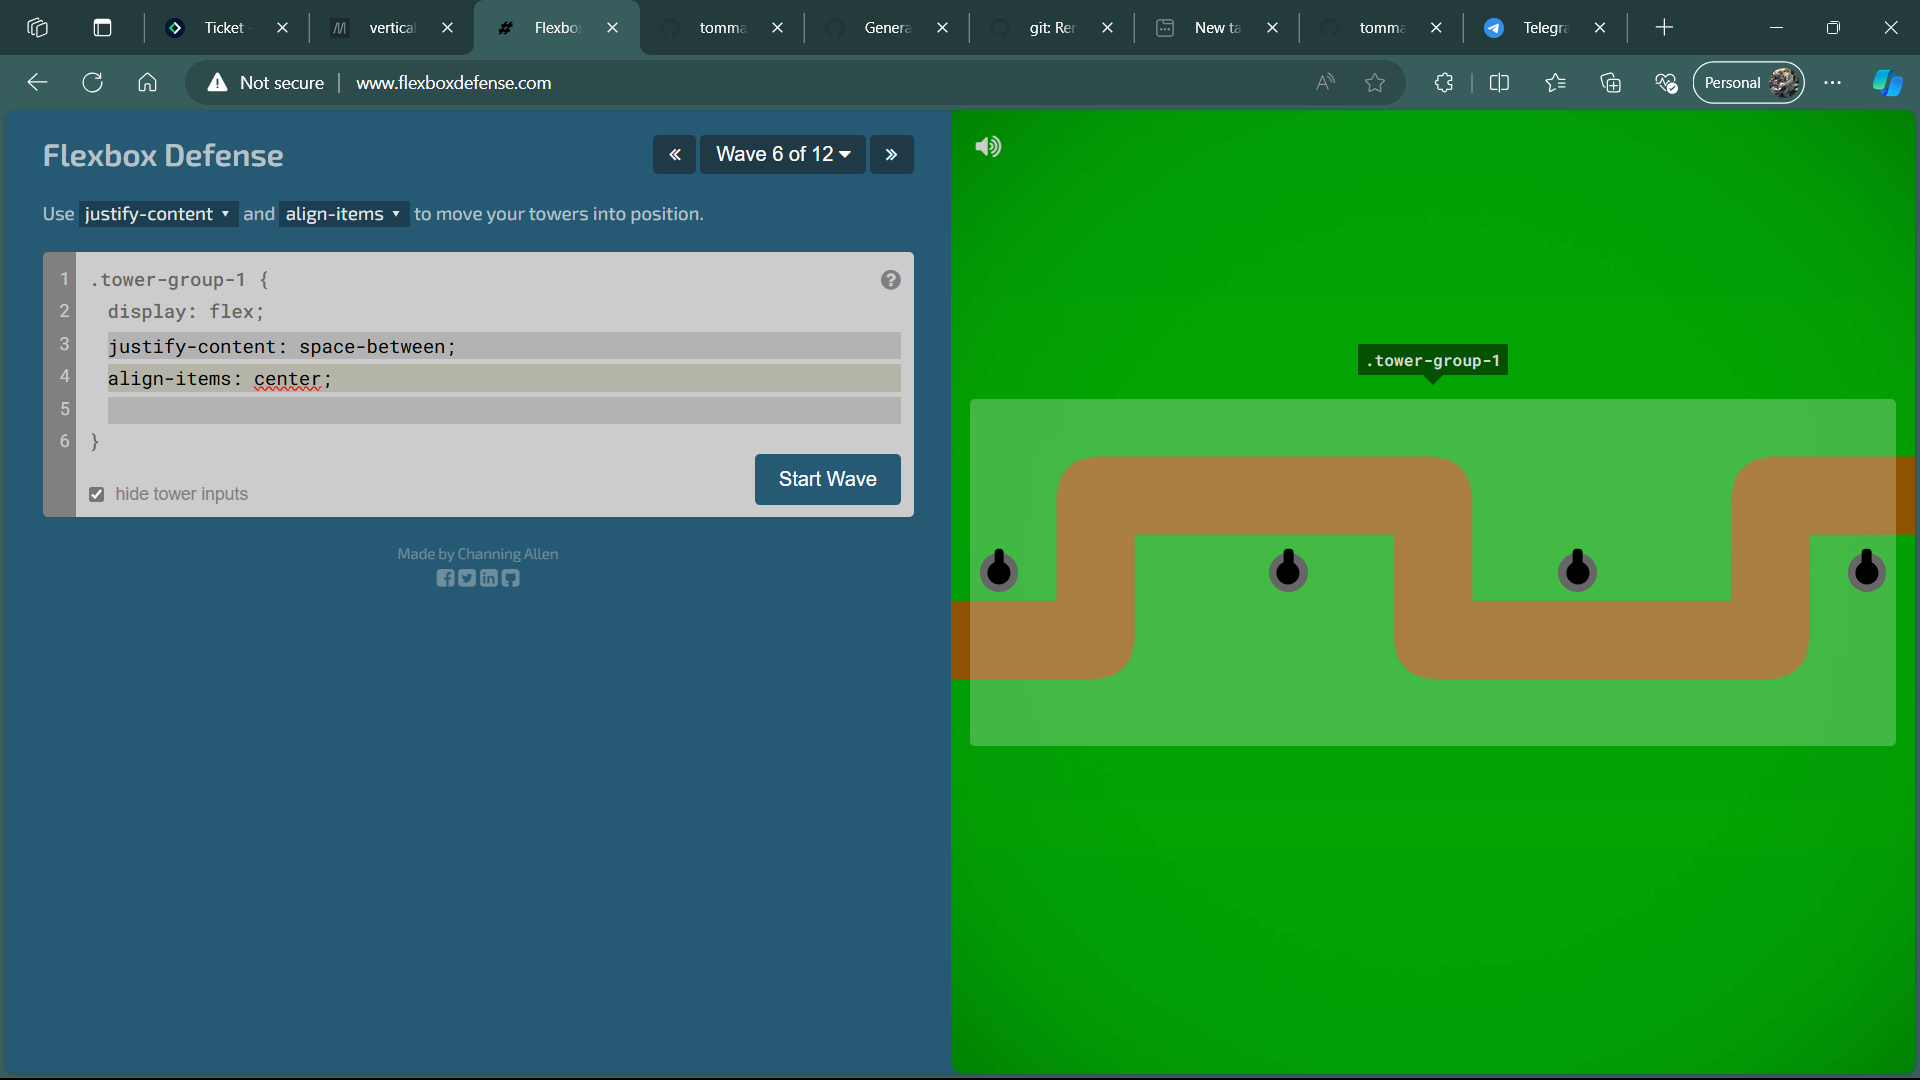 Ticket
vertical
Flexbo
tomma
Genera
git: Rer
New ta
tomma
Telegra
Not secure
www.flexboxdefense.com
Personal
Flexbox Defense
« Wave 6 of 12 »
Use justify-content and align-items to move your towers into position.
1 .tower-group-1 {
2 display: flex;
3 justify-content: space-between;
4 align-items: center;
5
6 }
hide tower inputs
Start Wave
Made by Channing Allen
.tower-group-1